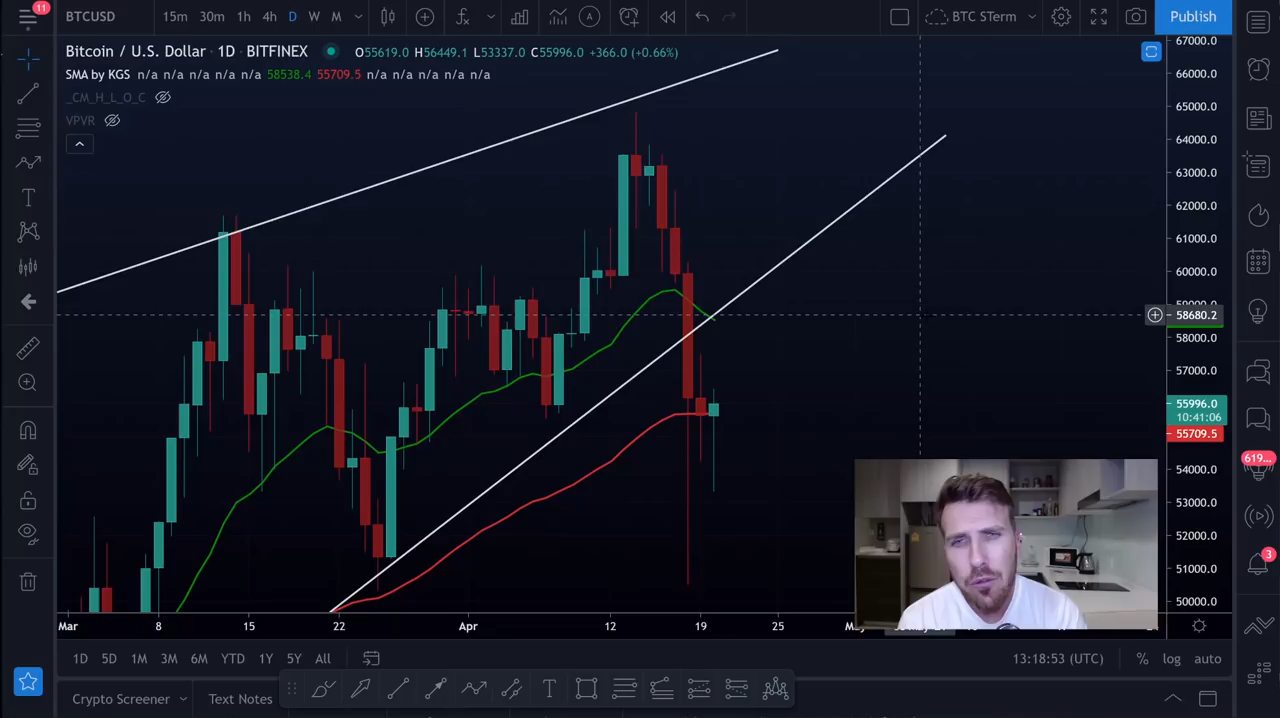 11
BTCUSD 15m 30m 1h 4h D W M BTC STerm Publish
Bitcoin / U.S. Dollar · 1D · BITFINEX O55619.0 H56449.1 L53337.0 C55996.0 +366.0 (+0.66%)
SMA by KGS n/a n/a n/a n/a n/a 58538.4 55709.5 n/a n/a n/a n/a n/a
_CM_H_L_O_C
VPVR
67000.0
66000.0
65000.0
64000.0
63000.0
62000.0
61000.0
60000.0
58680.2
58000.0
57000.0
55996.0
10:41:06
55709.5
54000.0
53000.0
52000.0
51000.0
50000.0
619...
3
Mar 8 15 22 Apr 12 19 25
1D 5D 1M 3M 6M YTD 1Y 5Y All 13:18:53 (UTC) % log auto
Crypto Screener Text Notes